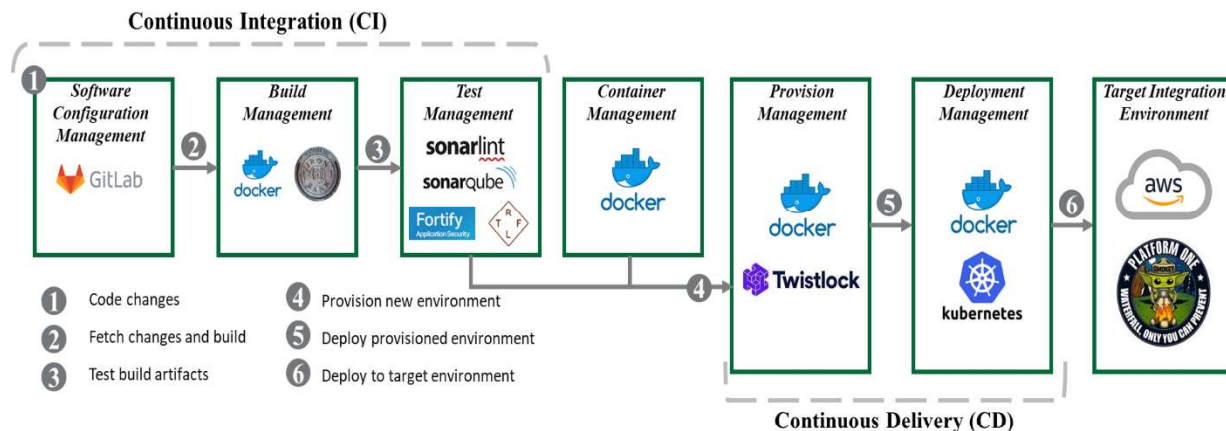 Continuous Integration (CI)
1
Software
Configuration
Management
GitLab
2
Build
Management
docker
3
Test
Management
sonarlint
sonarqube
Fortify
Application Security
R
T F
L
Container
Management
docker
4
Provision
Management
docker
Twistlock
5
Deployment
Management
docker
kubernetes
6
Target Integration
Environment
aws
PLATFORM ONE
SMOKEY
WATERFALL, ONLY YOU CAN PREVENT
1 Code changes
2 Fetch changes and build
3 Test build artifacts
4 Provision new environment
5 Deploy provisioned environment
6 Deploy to target environment
Continuous Delivery (CD)